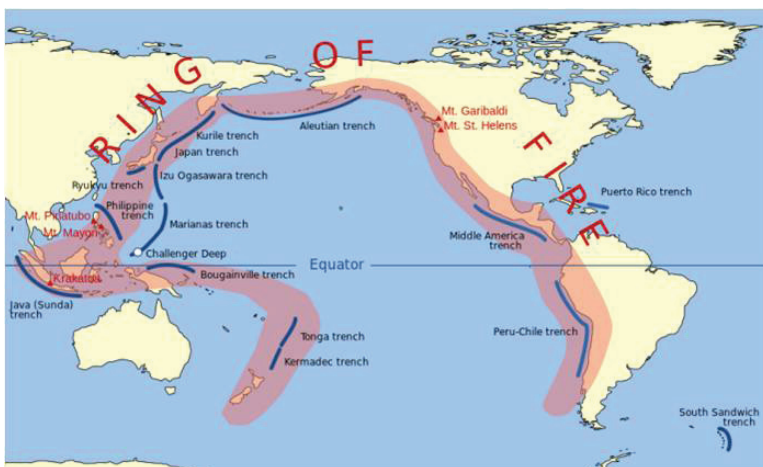 RING OF FIRE
Mt. Garibaldi
Mt. St. Helens
Aleutian trench
Kurile trench
Japan trench
Izu Ogasawara trench
Ryukyu trench
Philippine
trench
Mt. Pinatubo
Mt. Mayon
Marianas trench
Challenger Deep
Bougainville trench
Krakatoa
Java (Sunda)
trench
Equator
Puerto Rico trench
Middle America
trench
Peru-Chile trench
Tonga trench
Kermadec trench
South Sandwich
trench